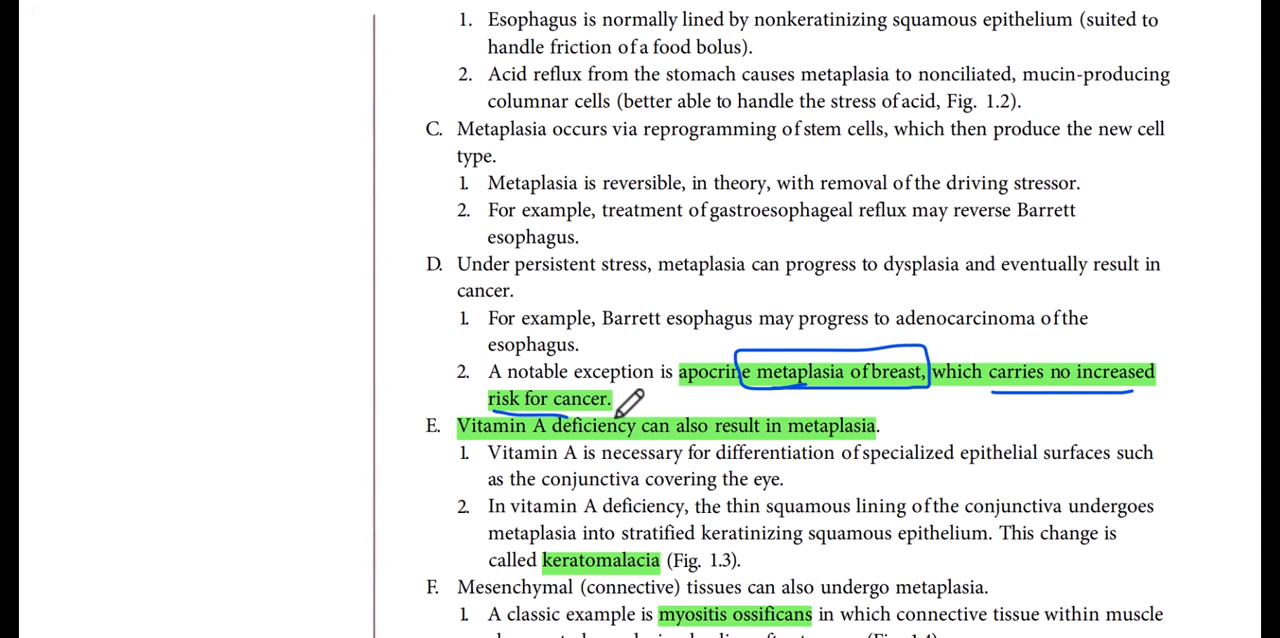 1. Esophagus is normally lined by nonkeratinizing squamous epithelium (suited to
handle friction of a food bolus).
2. Acid reflux from the stomach causes metaplasia to nonciliated, mucin-producing
columnar cells (better able to handle the stress of acid, Fig. 1.2).
C. Metaplasia occurs via reprogramming of stem cells, which then produce the new cell
type.
1. Metaplasia is reversible, in theory, with removal of the driving stressor.
2. For example, treatment of gastroesophageal reflux may reverse Barrett
esophagus.
D. Under persistent stress, metaplasia can progress to dysplasia and eventually result in
cancer.
1. For example, Barrett esophagus may progress to adenocarcinoma of the
esophagus.
2. A notable exception is apocrine metaplasia of breast, which carries no increased
risk for cancer.
E. Vitamin A deficiency can also result in metaplasia.
1. Vitamin A is necessary for differentiation of specialized epithelial surfaces such
as the conjunctiva covering the eye.
2. In vitamin A deficiency, the thin squamous lining of the conjunctiva undergoes
metaplasia into stratified keratinizing squamous epithelium. This change is
called keratomalacia (Fig. 1.3).
F. Mesenchymal (connective) tissues can also undergo metaplasia.
1. A classic example is myositis ossificans in which connective tissue within muscle